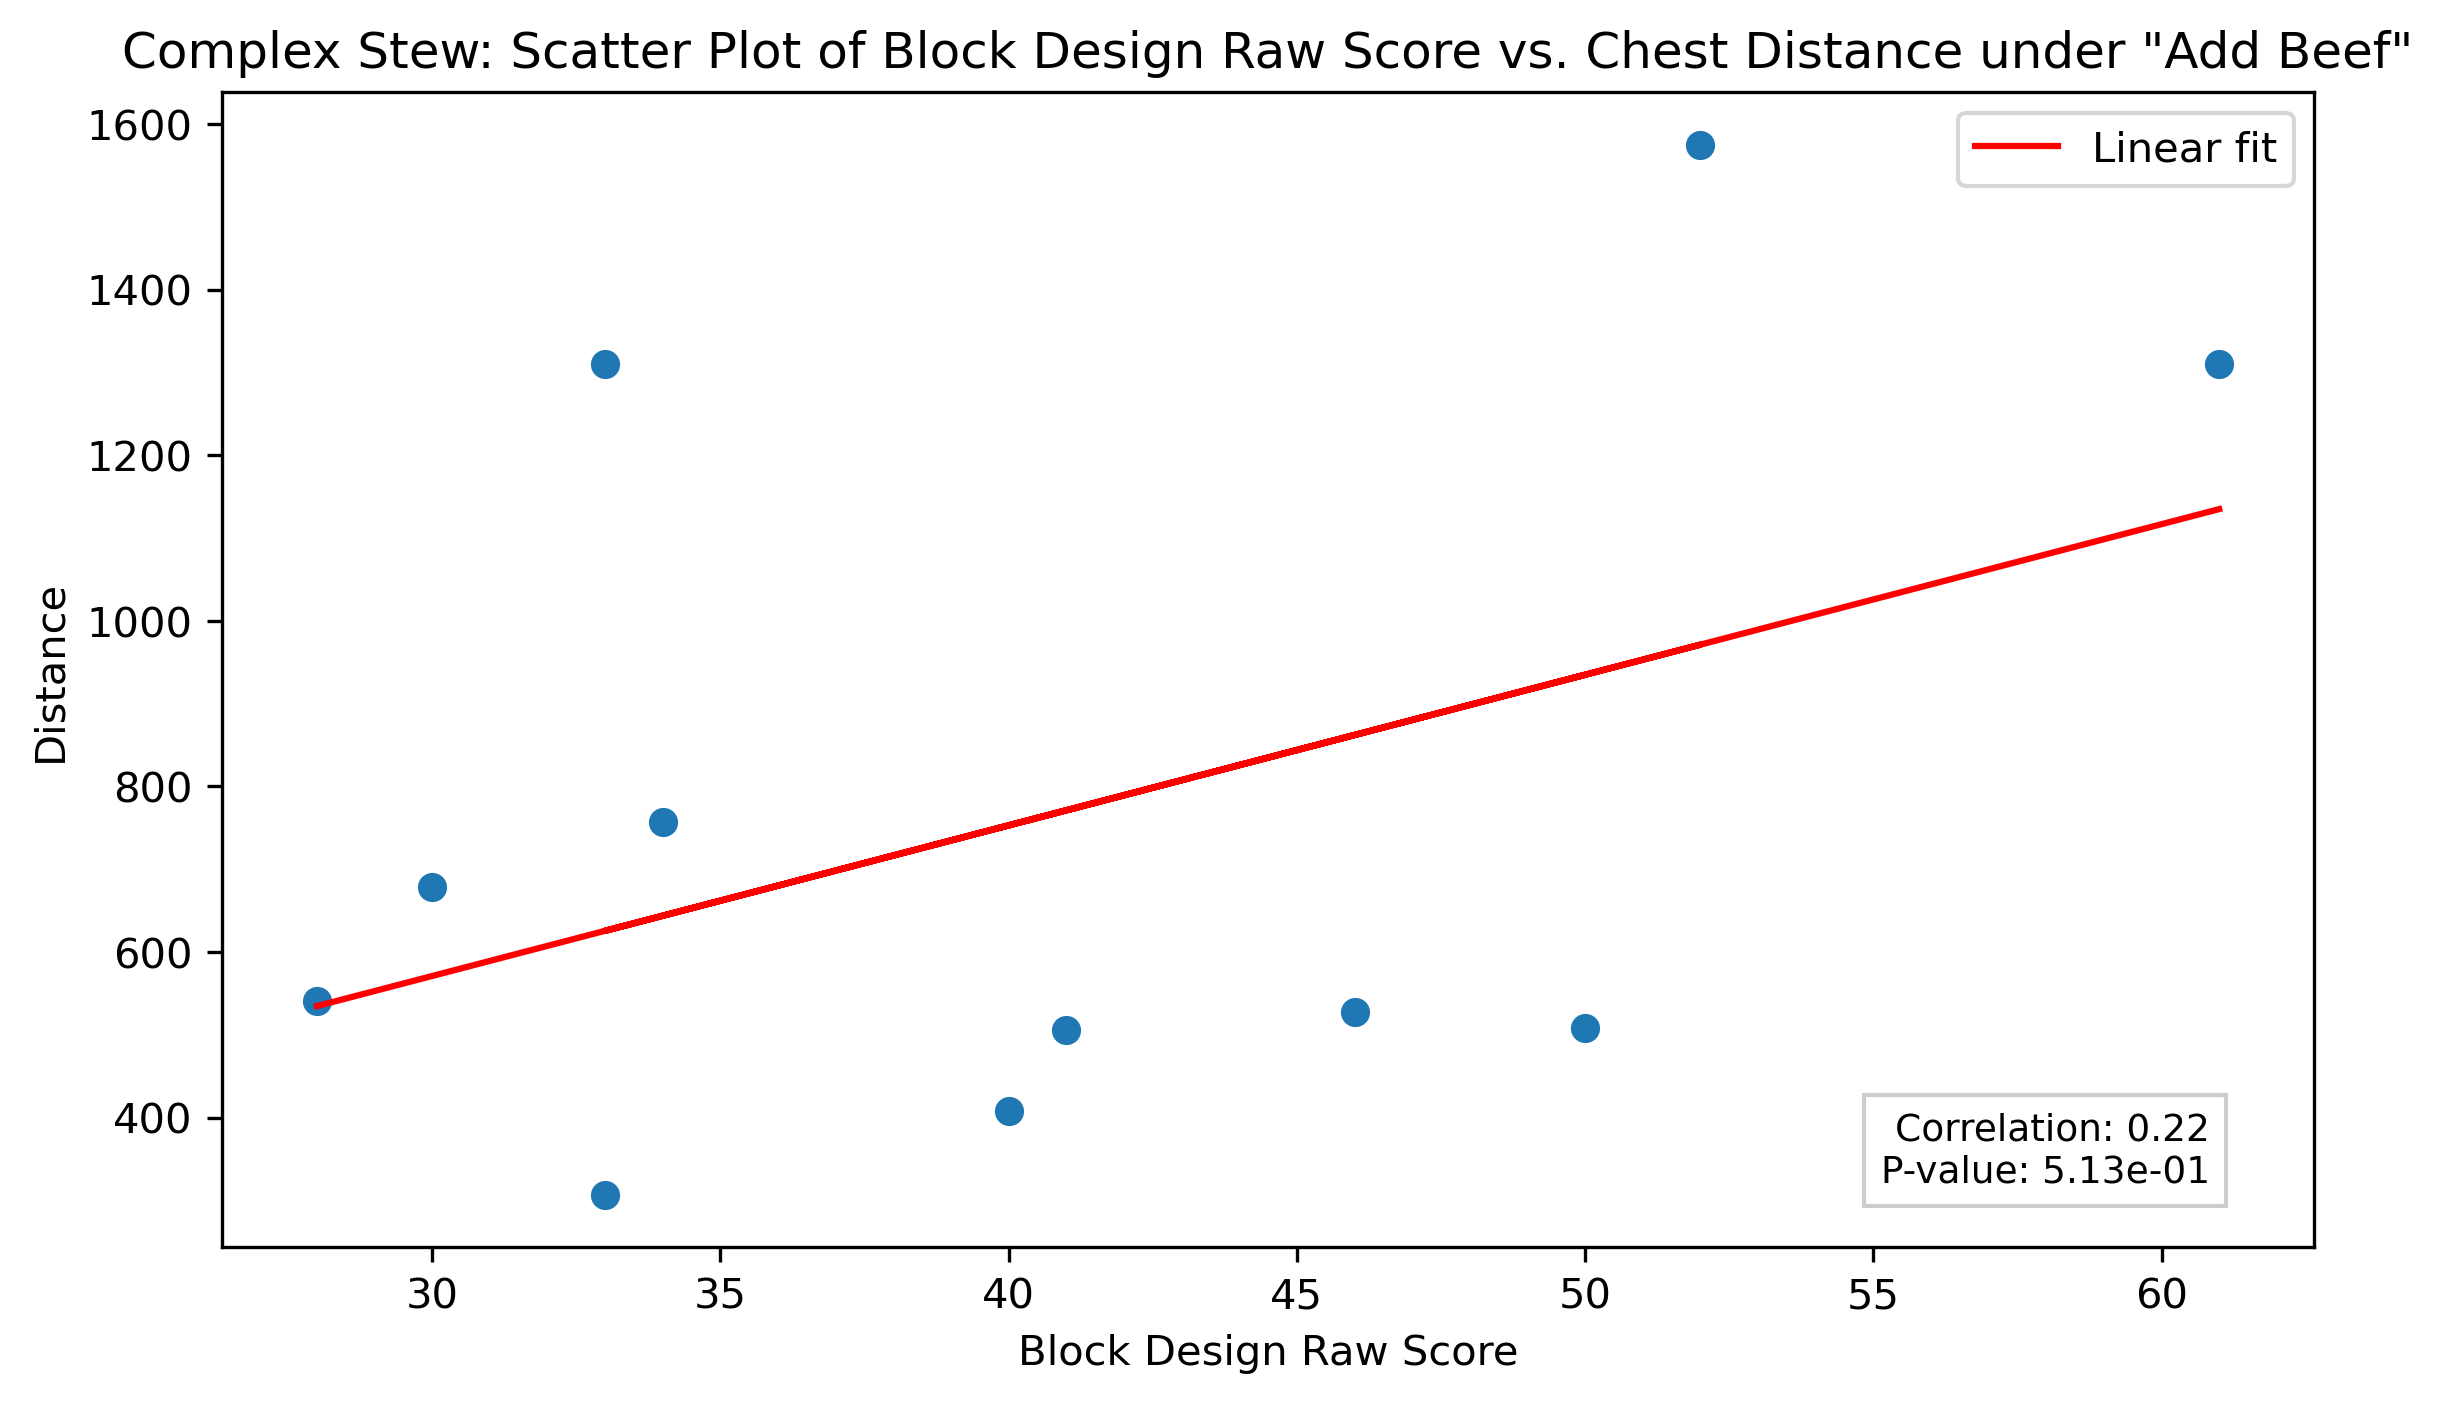 Complex Stew: Scatter Plot of Block Design Raw Score vs. Chest Distance under "Add Beef"
Linear fit
1600
1400
1200
1000
800
600
400
Distance
Correlation: 0.22
P-value: 5.13e-01
30 35 40 45 50 55 60
Block Design Raw Score